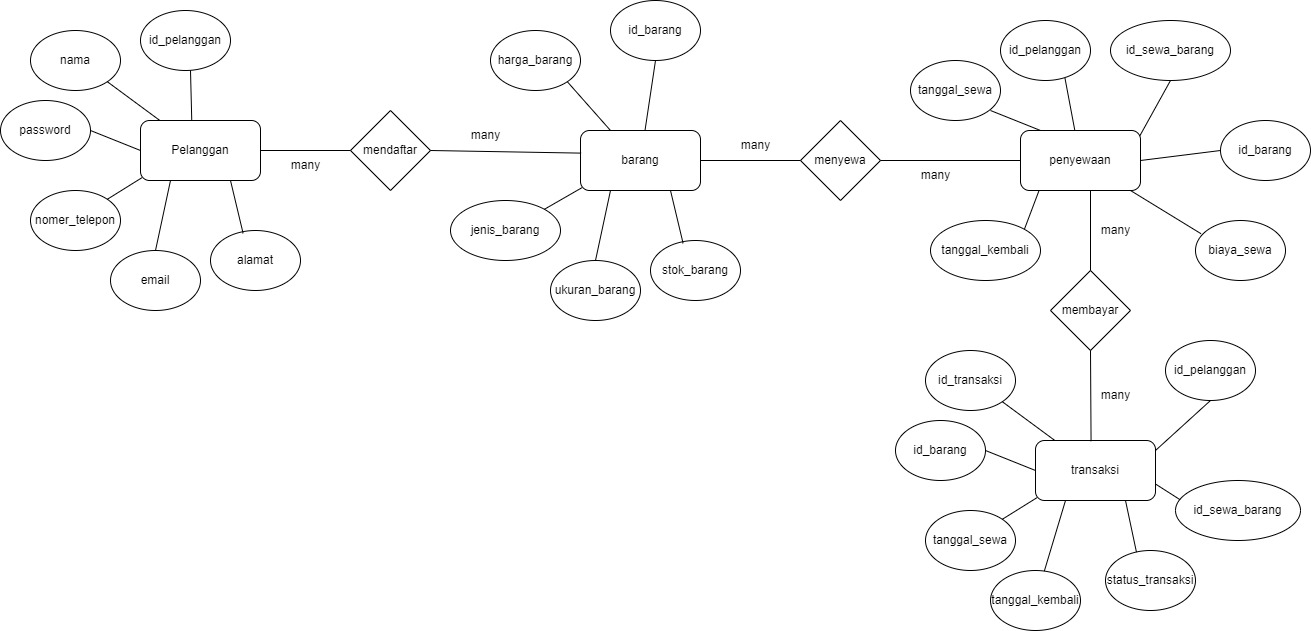 id_pelanggan
nama
password
Pelanggan
nomer_telepon
email
alamat
many
mendaftar
many
id_barang
harga_barang
barang
jenis_barang
ukuran_barang
stok_barang
many
menyewa
many
id_pelanggan
id_sewa_barang
tanggal_sewa
penyewaan
id_barang
tanggal_kembali
biaya_sewa
many
membayar
many
id_transaksi
id_pelanggan
id_barang
transaksi
id_sewa_barang
tanggal_sewa
status_transaksi
tanggal_kembali